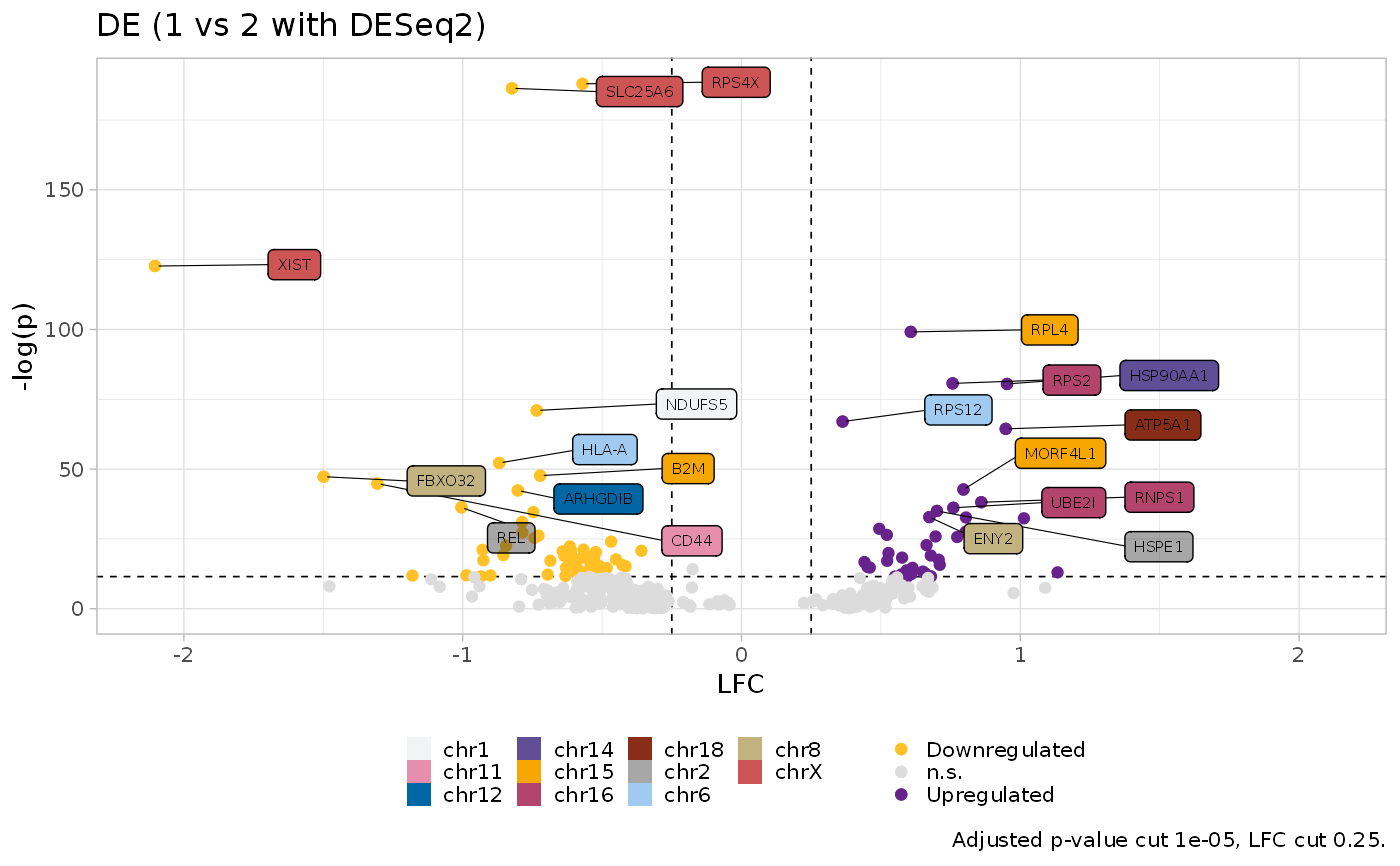 DE (1 vs 2 with DESeq2)
RPS4X
SLC25A6
XIST
RPL4
HSP90AA1
RPS2
NDUFS5
RPS12
ATP5A1
HLA-A
MORF4L1
B2M
FBXO32
ARHGDIB
RNPS1
UBE2I
REL
CD44
ENY2
HSPE1
-log(p)
150
100
50
0
-2
-1
0
1
2
LFC
chr1
chr14
chr18
chr8
chr11
chr15
chr2
chrX
chr12
chr16
chr6
Downregulated
n.s.
Upregulated
Adjusted p-value cut 1e-05, LFC cut 0.25.